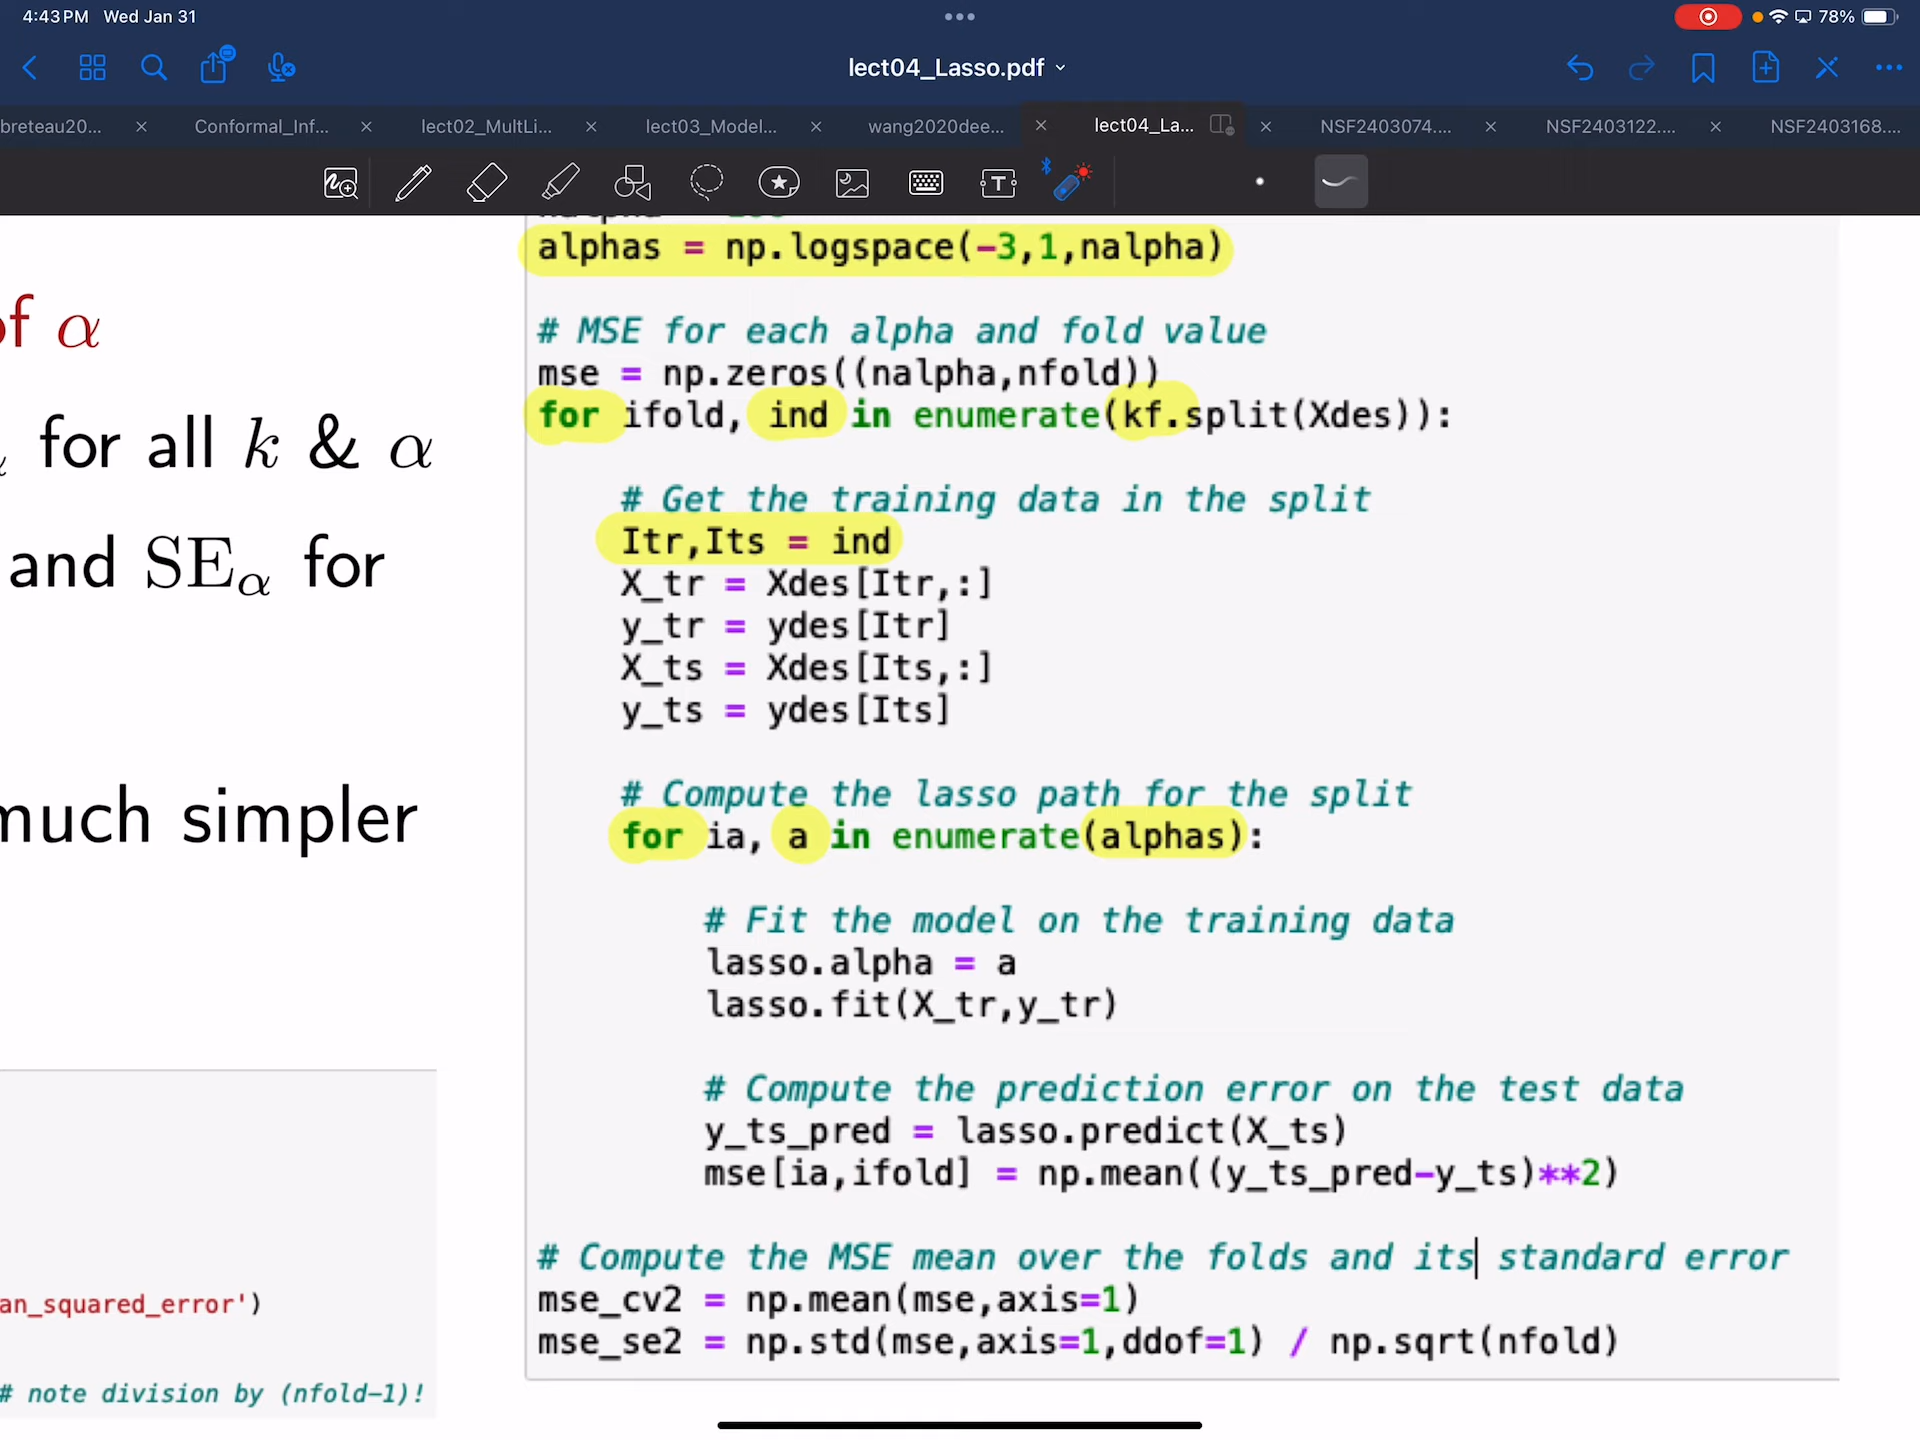 4:43 PM Wed Jan 31
78%
lect04_Lasso.pdf
breteau20...
Conformal_Inf...
lect02_MultLi...
lect03_Model...
wang2020dee...
lect04_La...
NSF2403074....
NSF2403122....
NSF2403168....
of α
for all k & α
and SEα for
much simpler
an_squared_error')
# note division by (nfold-1)!
alphas = np.logspace(-3,1,nalpha)
# MSE for each alpha and fold value
mse = np.zeros((nalpha,nfold))
for ifold, ind in enumerate(kf.split(Xdes)):
# Get the training data in the split
Itr,Its = ind
X_tr = Xdes[Itr,:]
y_tr = ydes[Itr]
X_ts = Xdes[Its,:]
y_ts = ydes[Its]
# Compute the lasso path for the split
for ia, a in enumerate(alphas):
# Fit the model on the training data
lasso.alpha = a
lasso.fit(X_tr,y_tr)
# Compute the prediction error on the test data
y_ts_pred = lasso.predict(X_ts)
mse[ia,ifold] = np.mean((y_ts_pred-y_ts)**2)
# Compute the MSE mean over the folds and its standard error
mse_cv2 = np.mean(mse,axis=1)
mse_se2 = np.std(mse,axis=1,ddof=1) / np.sqrt(nfold)